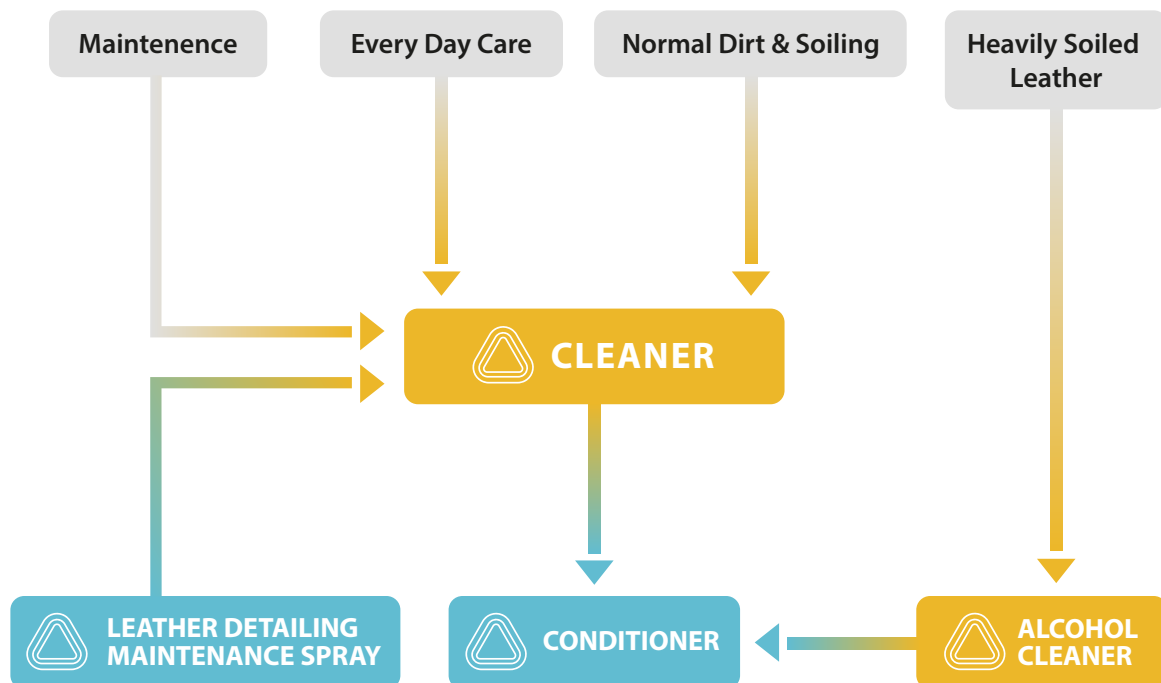 Maintenence
Every Day Care
Normal Dirt & Soiling
Heavily Soiled
Leather
CLEANER
LEATHER DETAILING
MAINTENANCE SPRAY
CONDITIONER
ALCOHOL
CLEANER